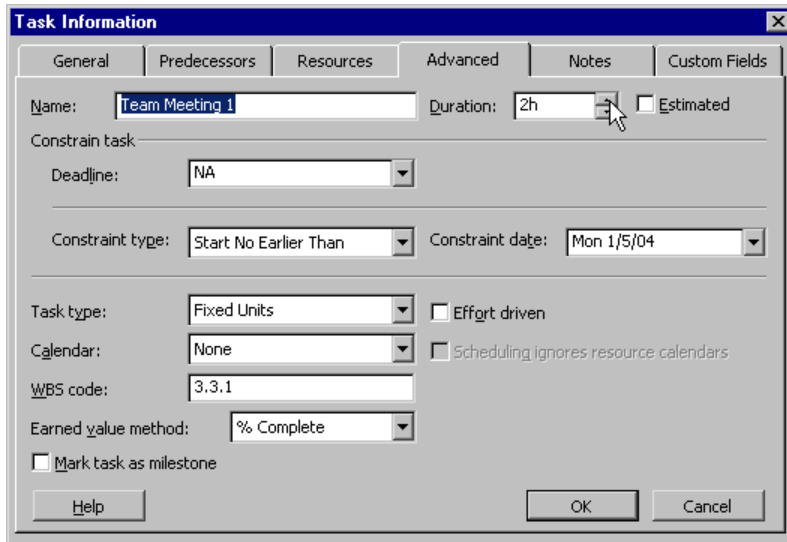 Task Information
General Predecessors Resources Advanced Notes Custom Fields
Name: Team Meeting 1 Duration: 2h Estimated
Constrain task
Deadline: NA
Constraint type: Start No Earlier Than Constraint date: Mon 1/5/04
Task type: Fixed Units Effort driven
Calendar: None Scheduling ignores resource calendars
WBS code: 3.3.1
Earned value method: % Complete
Mark task as milestone
Help OK Cancel